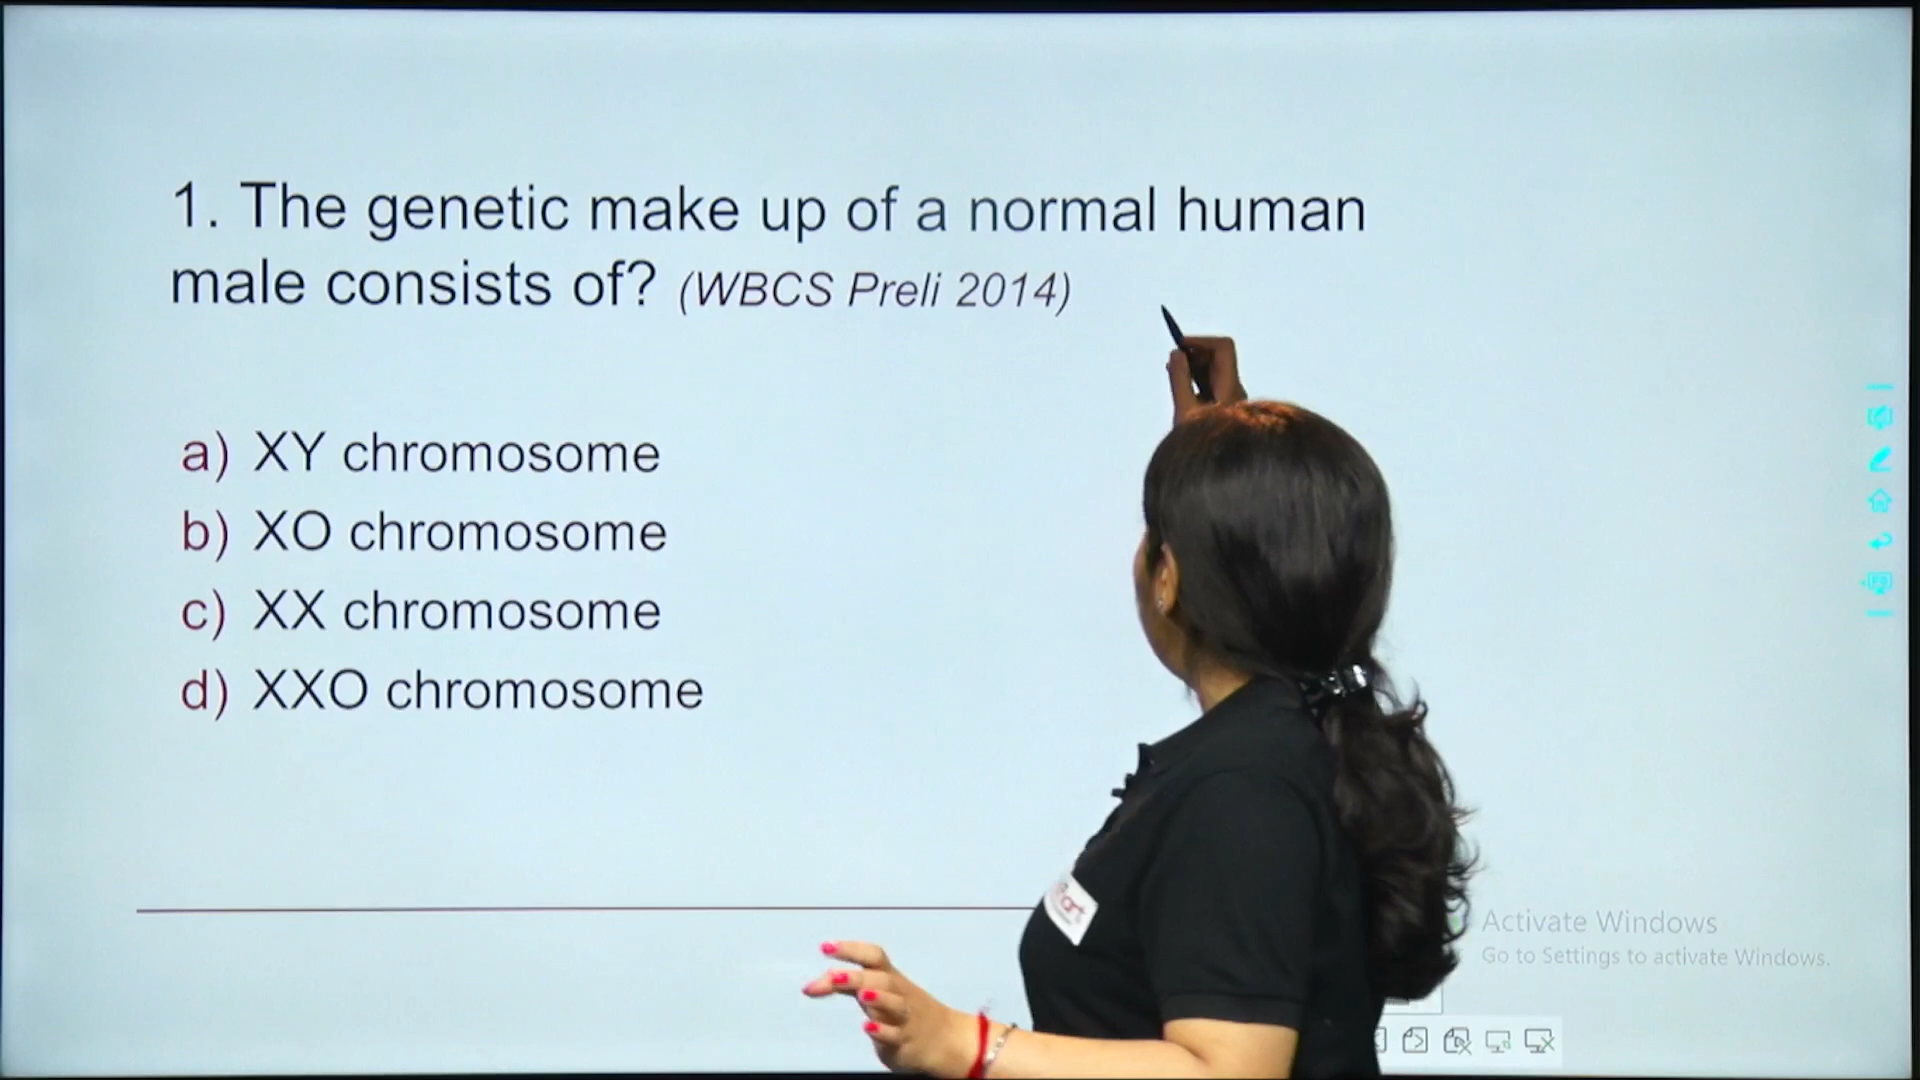 1. The genetic make up of a normal human
male consists of? (WBCS Preli 2014)
a) XY chromosome
b) XO chromosome
c) XX chromosome
d) XXO chromosome
Activate Windows
Go to Settings to activate Windows.